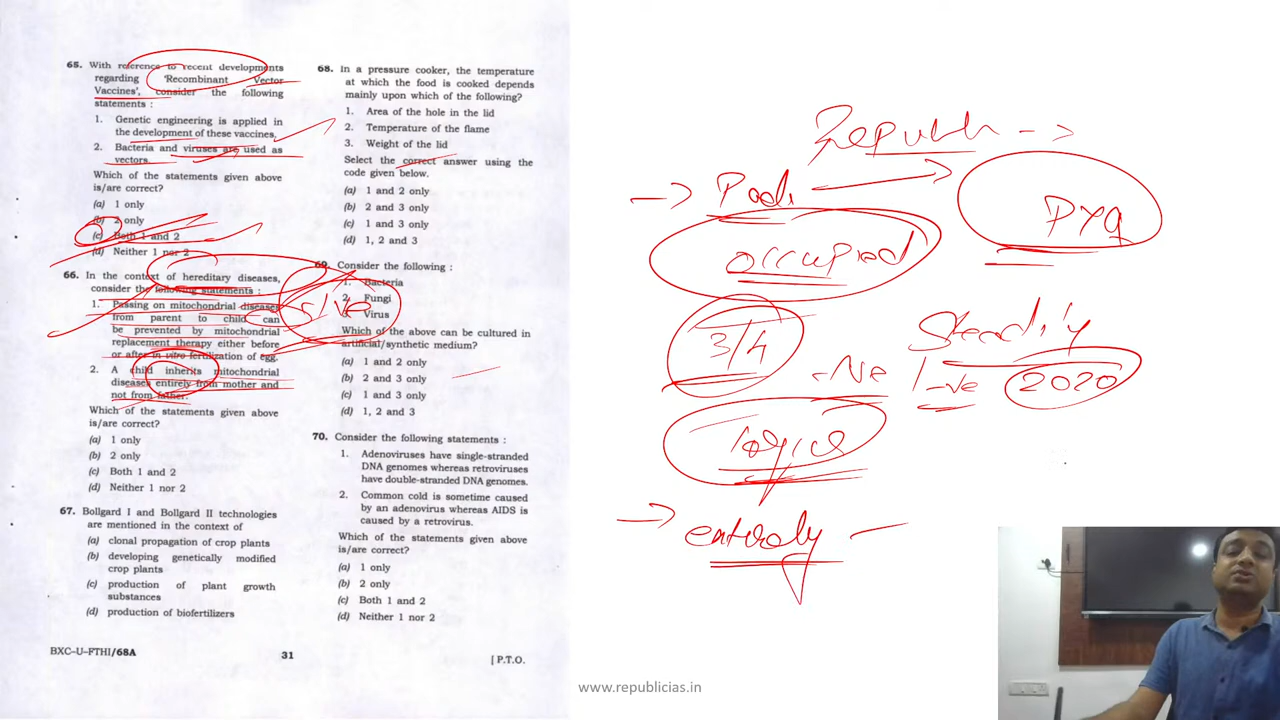 65. With reference to recent developments
regarding 'Recombinant Vector
Vaccines', consider the following
statements :
1. Genetic engineering is applied in
the development of these vaccines.
2. Bacteria and viruses are used as
vectors.
Which of the statements given above
is/are correct?
(a) 1 only
(b) 2 only
(c) Both 1 and 2
(d) Neither 1 nor 2
66. In the context of hereditary diseases,
consider the following statements :
1. Passing on mitochondrial diseases
from parent to child can
be prevented by mitochondrial
replacement therapy either before
or after in vitro fertilization of egg.
2. A child inherits mitochondrial
diseases entirely from mother and
not from father.
Which of the statements given above
is/are correct?
(a) 1 only
(b) 2 only
(c) Both 1 and 2
(d) Neither 1 nor 2
67. Bollgard I and Bollgard II technologies
are mentioned in the context of
(a) clonal propagation of crop plants
(b) developing genetically modified
crop plants
(c) production of plant growth
substances
(d) production of biofertilizers
BXC-U-FTHI/68A
31
68. In a pressure cooker, the temperature
at which the food is cooked depends
mainly upon which of the following?
1. Area of the hole in the lid
2. Temperature of the flame
3. Weight of the lid
Select the correct answer using the
code given below.
(a) 1 and 2 only
(b) 2 and 3 only
(c) 1 and 3 only
(d) 1, 2 and 3
69. Consider the following :
1. Bacteria
2. Fungi
3. Virus
Which of the above can be cultured in
artificial/synthetic medium?
(a) 1 and 2 only
(b) 2 and 3 only
(c) 1 and 3 only
(d) 1, 2 and 3
70. Consider the following statements :
1. Adenoviruses have single-stranded
DNA genomes whereas retroviruses
have double-stranded DNA genomes.
2. Common cold is sometime caused
by an adenovirus whereas AIDS is
caused by a retrovirus.
Which of the statements given above
is/are correct?
(a) 1 only
(b) 2 only
(c) Both 1 and 2
(d) Neither 1 nor 2
[ P.T.O.
PYQ
3/4
-ve
2020
logics
entirely
www.republicias.in